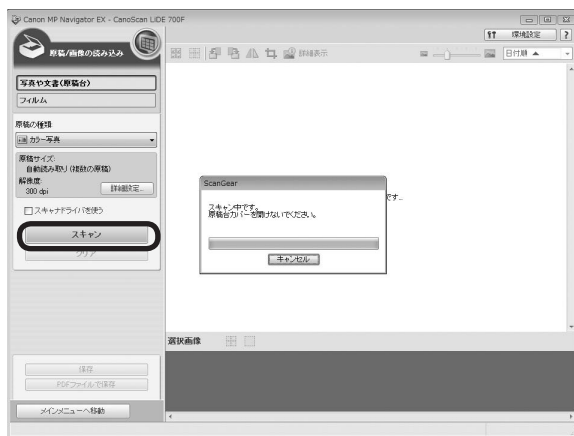 Canon MP Navigator EX - CanoScan LiDE 700F
原稿/画像の読み込み
環境設定
?
詳細表示
日付順 ▲
写真や文書(原稿台)
フィルム
原稿の種類:
カラー写真
原稿サイズ:
自動読み取り(複数の原稿)
解像度:
300 dpi
詳細設定...
スキャナドライバを使う
スキャン
クリア
ScanGear
スキャン中です。
原稿台カバーを開けないでください。
キャンセル
です...
選択画像
保存
PDFファイルで保存
メインメニューへ移動